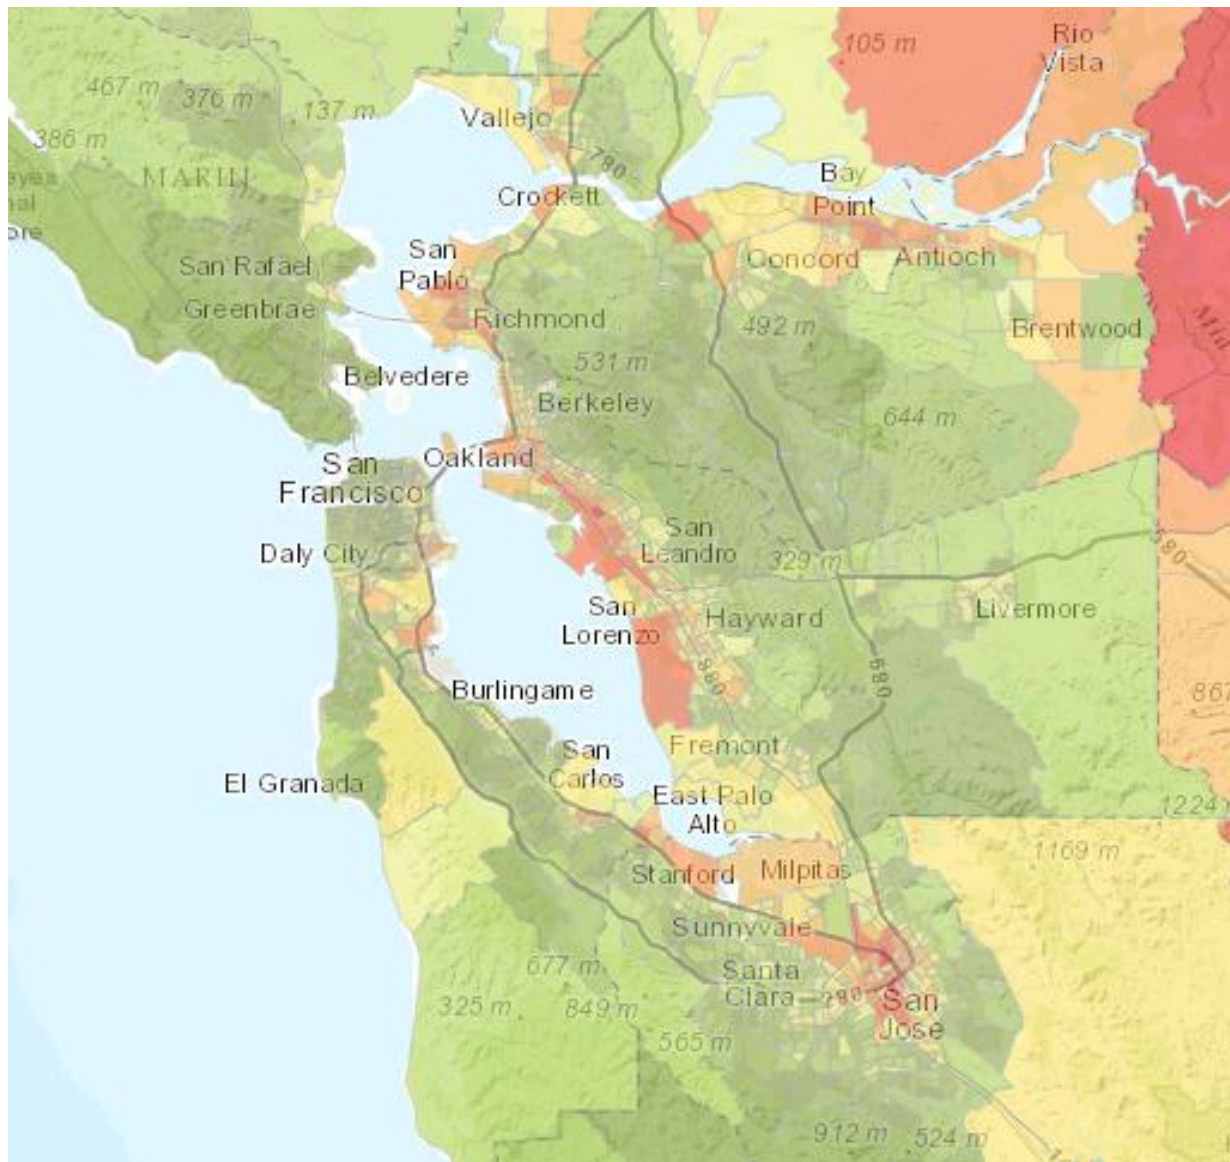 105 m
Rio
Vista
467 m
376 m
137 m
386 m
Vallejo
MARIN
780
Bay
Point
Crockett
San
Pablo
San Rafael
Concord
Antioch
Greenbrae
Richmond
492 m
Brentwood
531 m
Belvedere
Berkeley
644 m
San
Francisco
Oakland
San
Leandro
Daly City
329 m
580
San
Lorenzo
Hayward
Livermore
880
680
Burlingame
867
San
Carlos
Fremont
El Granada
East Palo
Alto
1224
1169 m
Stanford
Milpitas
Sunnyvale
677 m
Santa
Clara
280
San
Jose
325 m
849 m
565 m
912 m
524 m